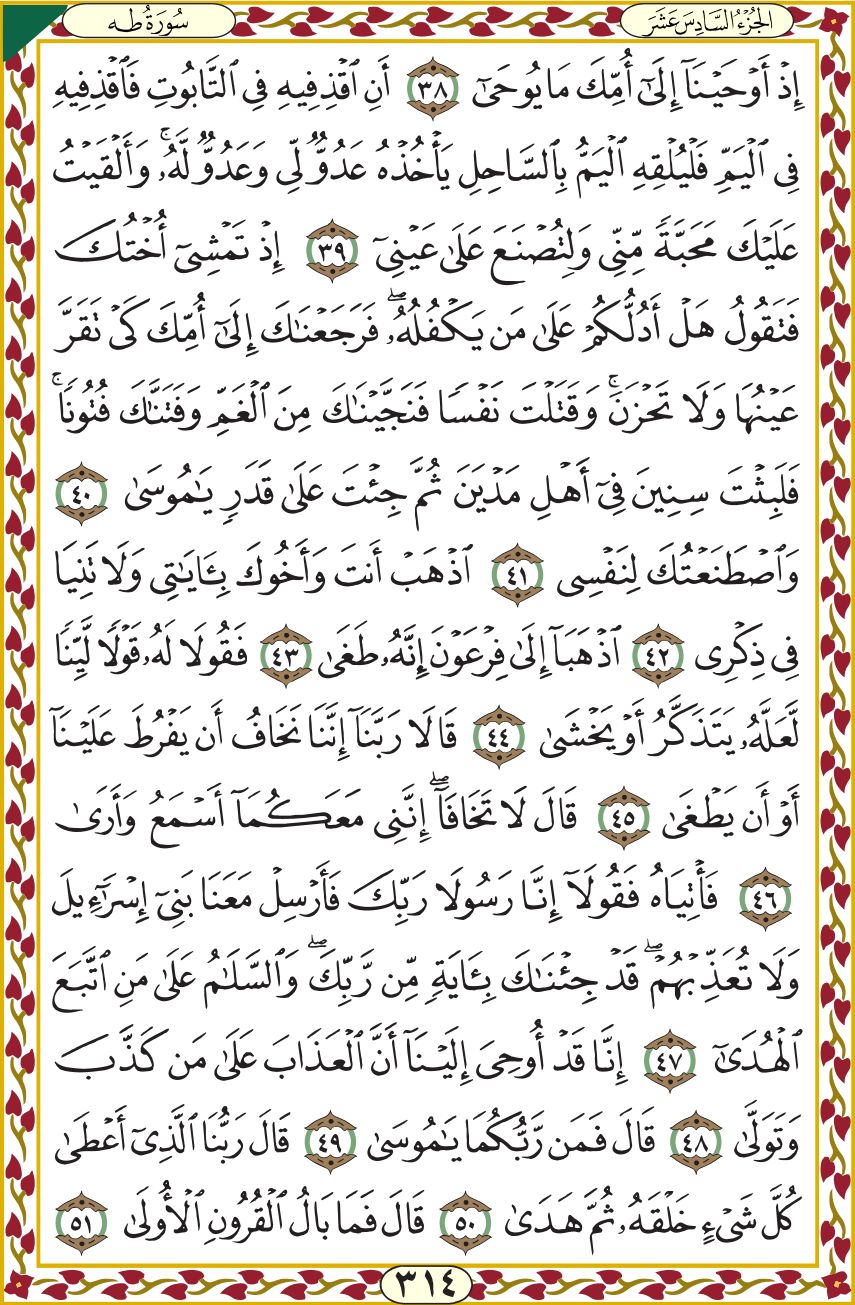 الجُزْءُ السَّادِسَ عَشَرَ
سُورَةُ طه
إِذْ أَوْحَيْنَآ إِلَىٰٓ أُمِّكَ مَا يُوحَىٰٓ ٣٨ أَنِ ٱقْذِفِيهِ فِى ٱلتَّابُوتِ فَٱقْذِفِيهِ
فِى ٱلْيَمِّ فَلْيُلْقِهِ ٱلْيَمُّ بِٱلسَّاحِلِ يَأْخُذْهُ عَدُوٌّ لِّى وَعَدُوٌّ لَّهُۥ ۚ وَأَلْقَيْتُ
عَلَيْكَ مَحَبَّةً مِّنِّى وَلِتُصْنَعَ عَلَىٰ عَيْنِىٓ ٣٩ إِذْ تَمْشِىٓ أُخْتُكَ
فَتَقُولُ هَلْ أَدُلُّكُمْ عَلَىٰ مَن يَكْفُلُهُۥ ۖ فَرَجَعْنَـٰكَ إِلَىٰٓ أُمِّكَ كَىْ تَقَرَّ
عَيْنُهَا وَلَا تَحْزَنَ ۚ وَقَتَلْتَ نَفْسًا فَنَجَّيْنَـٰكَ مِنَ ٱلْغَمِّ وَفَتَنَّـٰكَ فُتُونًا ۚ
فَلَبِثْتَ سِنِينَ فِىٓ أَهْلِ مَدْيَنَ ثُمَّ جِئْتَ عَلَىٰ قَدَرٍ يَـٰمُوسَىٰ ٤٠
وَٱصْطَنَعْتُكَ لِنَفْسِى ٤١ ٱذْهَبْ أَنتَ وَأَخُوكَ بِـَٔايَـٰتِى وَلَا تَنِيَا
فِى ذِكْرِى ٤٢ ٱذْهَبَآ إِلَىٰ فِرْعَوْنَ إِنَّهُۥ طَغَىٰ ٤٣ فَقُولَا لَهُۥ قَوْلًا لَّيِّنًا
لَّعَلَّهُۥ يَتَذَكَّرُ أَوْ يَخْشَىٰ ٤٤ قَالَا رَبَّنَآ إِنَّنَا نَخَافُ أَن يَفْرُطَ عَلَيْنَآ
أَوْ أَن يَطْغَىٰ ٤٥ قَالَ لَا تَخَافَآ ۖ إِنَّنِى مَعَكُمَآ أَسْمَعُ وَأَرَىٰ
٤٦ فَأْتِيَاهُ فَقُولَآ إِنَّا رَسُولَا رَبِّكَ فَأَرْسِلْ مَعَنَا بَنِىٓ إِسْرَٰٓءِيلَ
وَلَا تُعَذِّبْهُمْ ۖ قَدْ جِئْنَـٰكَ بِـَٔايَةٍ مِّن رَّبِّكَ ۖ وَٱلسَّلَـٰمُ عَلَىٰ مَنِ ٱتَّبَعَ
ٱلْهُدَىٰٓ ٤٧ إِنَّا قَدْ أُوحِىَ إِلَيْنَآ أَنَّ ٱلْعَذَابَ عَلَىٰ مَن كَذَّبَ
وَتَوَلَّىٰ ٤٨ قَالَ فَمَن رَّبُّكُمَا يَـٰمُوسَىٰ ٤٩ قَالَ رَبُّنَا ٱلَّذِىٓ أَعْطَىٰ
كُلَّ شَىْءٍ خَلْقَهُۥ ثُمَّ هَدَىٰ ٥٠ قَالَ فَمَا بَالُ ٱلْقُرُونِ ٱلْأُولَىٰ ٥١
٣١٤